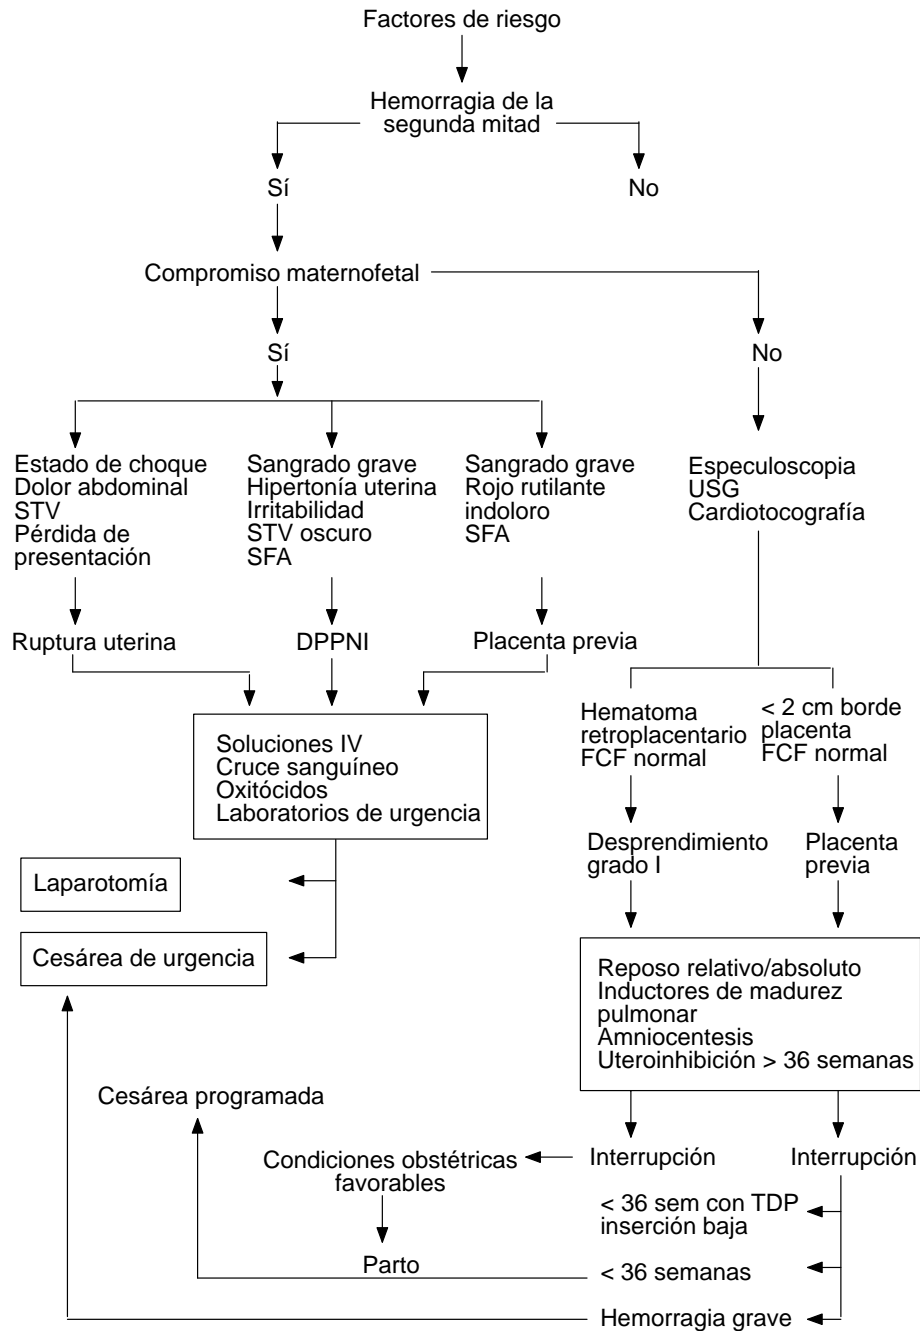 Factores de riesgo
Hemorragia de la
segunda mitad
Sí
No
Compromiso maternofetal
Sí
No
Estado de choque
Dolor abdominal
STV
Pérdida de
presentación
Sangrado grave
Hipertonía uterina
Irritabilidad
STV oscuro
SFA
Sangrado grave
Rojo rutilante
indoloro
SFA
Especuloscopia
USG
Cardiotocografía
Ruptura uterina
DPPNI
Placenta previa
Hematoma
retroplacentario
FCF normal
< 2 cm borde
placenta
FCF normal
Soluciones IV
Cruce sanguíneo
Oxitócidos
Laboratorios de urgencia
Desprendimiento
grado I
Placenta
previa
Laparotomía
Cesárea de urgencia
Reposo relativo/absoluto
Inductores de madurez
pulmonar
Amniocentesis
Uteroinhibición > 36 semanas
Cesárea programada
Condiciones obstétricas
favorables
Interrupción
Interrupción
< 36 sem con TDP
inserción baja
Parto
< 36 semanas
Hemorragia grave